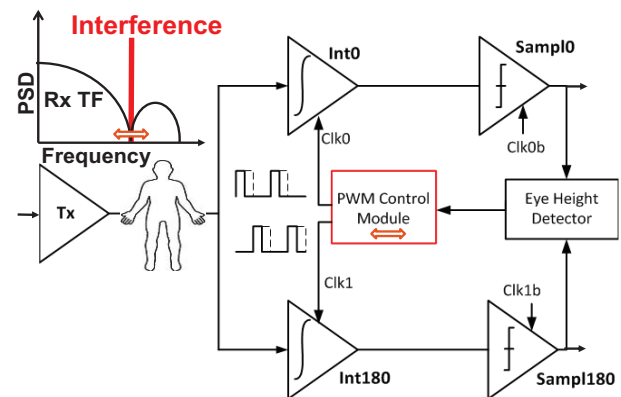 Interference
PSD
Rx TF
Frequency
Tx
Int0
Sampl0
Clk0
Clk0b
PWM Control
Module
Eye Height
Detector
Clk1
Clk1b
Int180
Sampl180